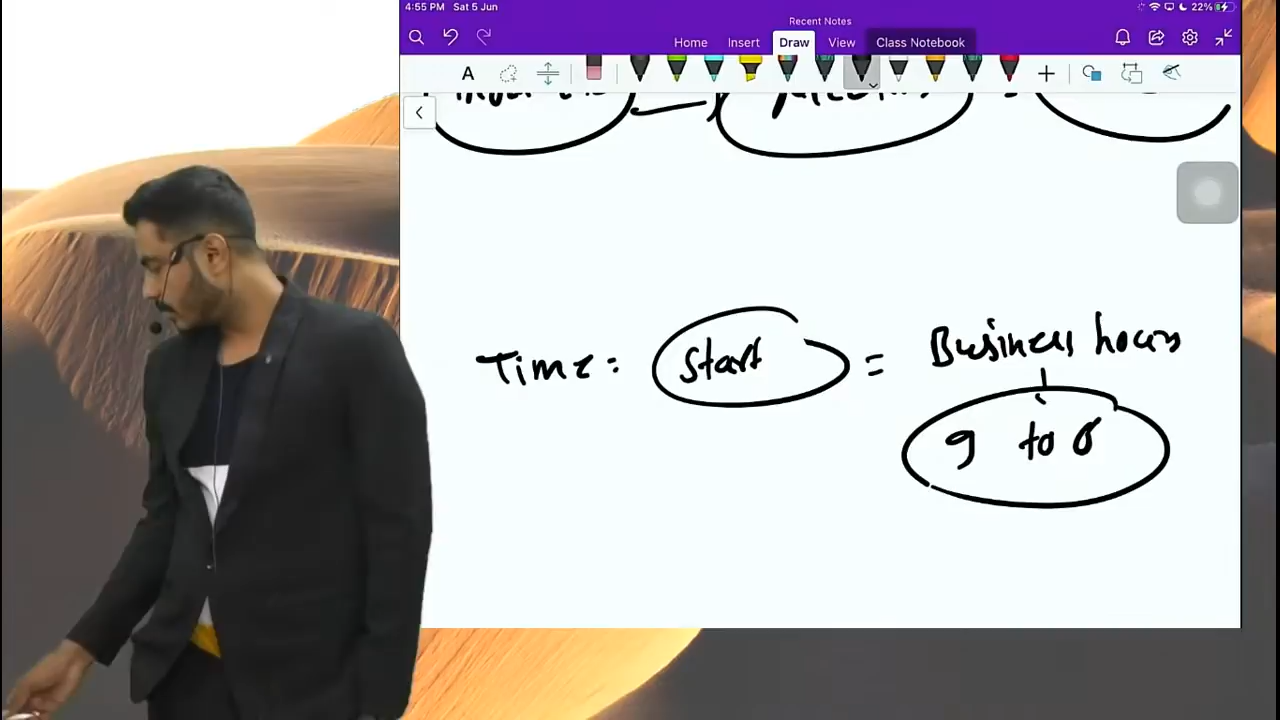 4:55 PM Sat 5 Jun
22%
Recent Notes
Home Insert Draw View Class Notebook
A
Time: Start = Business hours
9 to 6